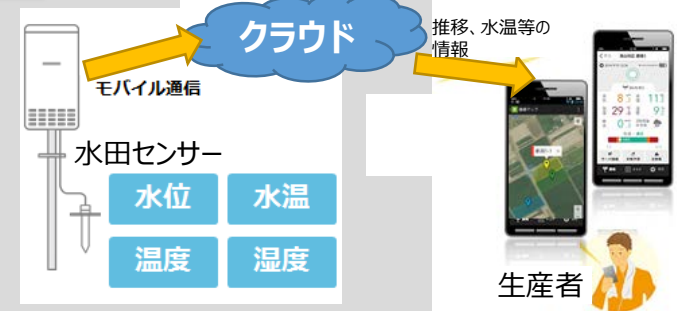 クラウド
推移、水温等の
情報
モバイル通信
水田センサー
水位
水温
温度
湿度
生産者